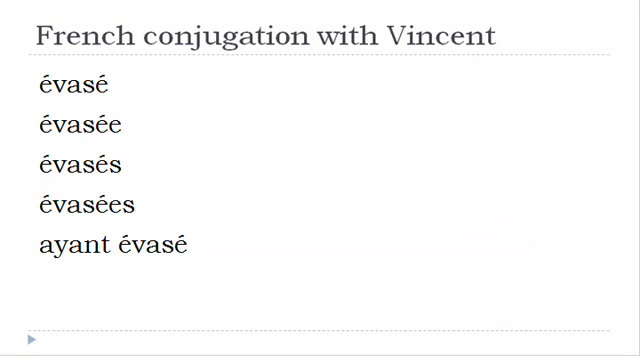 French conjugation with Vincent
évasé
évasée
évasés
évasées
ayant évasé